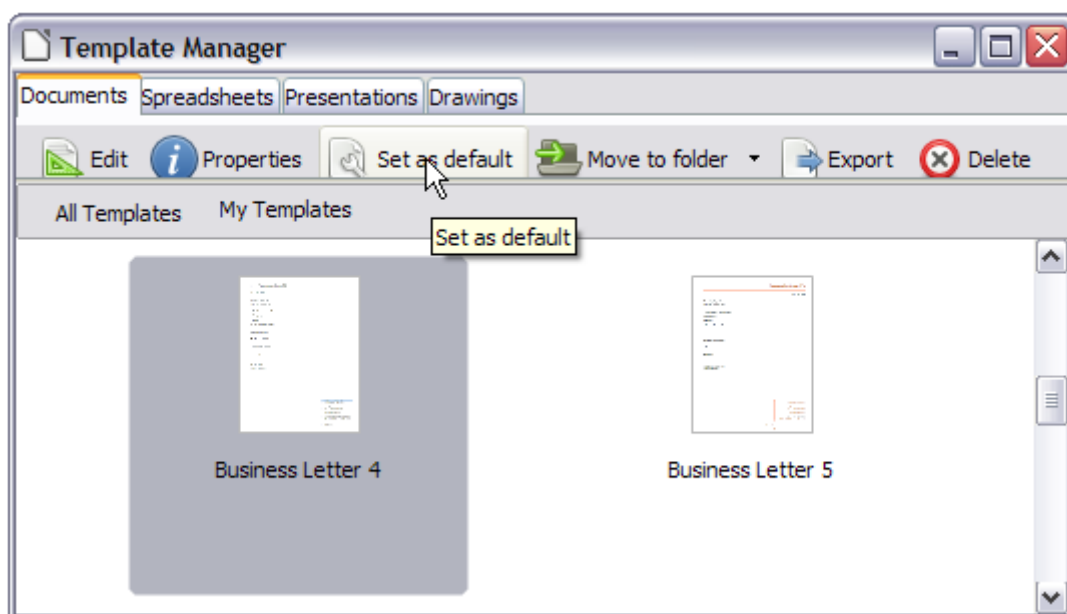 Template Manager
Documents Spreadsheets Presentations Drawings
Edit Properties Set as default Move to folder Export Delete
All Templates My Templates
Set as default
Business Letter 4 Business Letter 5